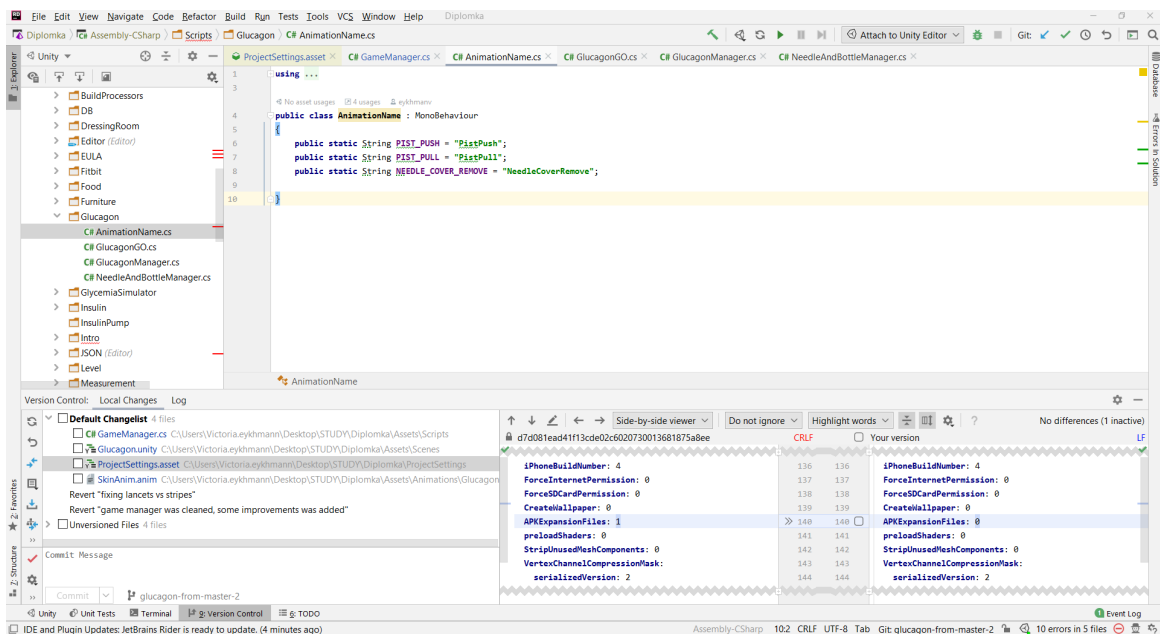 File Edit View Navigate Code Refactor Build Run Tests Tools VCS Window Help Diplomka
Diplomka Assembly-CSharp Scripts Glucagon C# AnimationName.cs Attach to Unity Editor Git:
1: Explorer
Unity
ProjectSettings.asset C# GameManager.cs C# AnimationName.cs C# GlucagonGO.cs C# GlucagonManager.cs C# NeedleAndBottleManager.cs
BuildProcessors
DB
DressingRoom
Editor (Editor)
EULA
Fitbit
Food
Furniture
Glucagon
C# AnimationName.cs
C# GlucagonGO.cs
C# GlucagonManager.cs
C# NeedleAndBottleManager.cs
GlycemiaSimulator
Insulin
InsulinPump
Intro
JSON (Editor)
Level
Measurement
1 using ...
3
No asset usages 4 usages eykhmanv
4 public class AnimationName : MonoBehaviour
5 {
6 public static String PIST_PUSH = "PistPush";
7 public static String PIST_PULL = "PistPull";
8 public static String NEEDLE_COVER_REMOVE = "NeedleCoverRemove";
9
10 }
AnimationName
Database
Errors In Solution
Version Control: Local Changes Log
Default Changelist 4 files
C# GameManager.cs C:\Users\Victoria.eykhmann\Desktop\STUDY\Diplomka\Assets\Scripts
Glucagon.unity C:\Users\Victoria.eykhmann\Desktop\STUDY\Diplomka\Assets\Scenes
ProjectSettings.asset C:\Users\Victoria.eykhmann\Desktop\STUDY\Diplomka\ProjectSettings
SkinAnim.anim C:\Users\Victoria.eykhmann\Desktop\STUDY\Diplomka\Assets\Animations\Glucagon
Revert "fixing lancets vs stripes"
Revert "game manager was cleaned, some improvements was added"
Unversioned Files 4 files
Commit Message
Commit glucagon-from-master-2
2: Favorites
Z: Structure
Side-by-side viewer Do not ignore Highlight words ? No differences (1 inactive)
d7d081ead41f13cde02c6020730013681875a8ee CRLF Your version LF
iPhoneBuildNumber: 4 136 136 iPhoneBuildNumber: 4
ForceInternetPermission: 0 137 137 ForceInternetPermission: 0
ForceSDCardPermission: 0 138 138 ForceSDCardPermission: 0
CreateWallpaper: 0 139 139 CreateWallpaper: 0
APKExpansionFiles: 1 140 140 APKExpansionFiles: 0
preloadShaders: 0 141 141 preloadShaders: 0
StripUnusedMeshComponents: 0 142 142 StripUnusedMeshComponents: 0
VertexChannelCompressionMask: 143 143 VertexChannelCompressionMask:
serializedVersion: 2 144 144 serializedVersion: 2
Unity Unit Tests Terminal 9: Version Control 6: TODO 1 Event Log
IDE and Plugin Updates: JetBrains Rider is ready to update. (4 minutes ago) Assembly-CSharp 10:2 CRLF UTF-8 Tab Git: glucagon-from-master-2 10 errors in 5 files